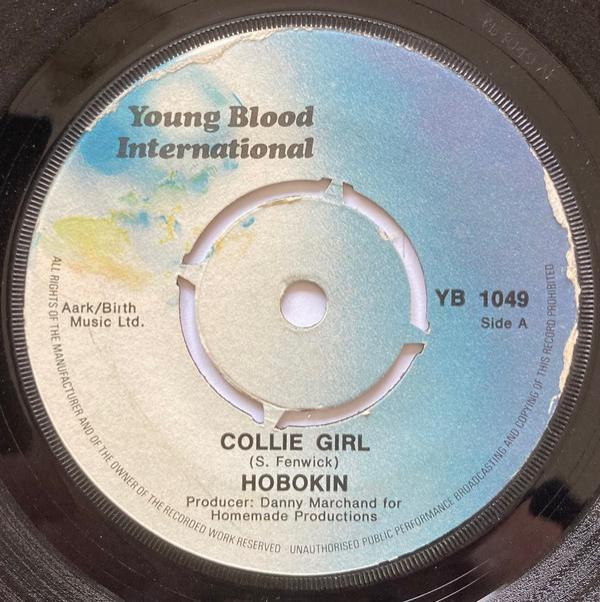 Young Blood
International
Aark/Birth
Music Ltd.
YB 1049
Side A
COLLIE GIRL
(S. Fenwick)
HOBOKIN
Producer: Danny Marchand for
Homemade Productions
ALL RIGHTS OF THE MANUFACTURER AND OF THE OWNER OF THE RECORDED WORK RESERVED · UNAUTHORISED PUBLIC PERFORMANCE BROADCASTING AND COPYING OF THIS RECORD PROHIBITED